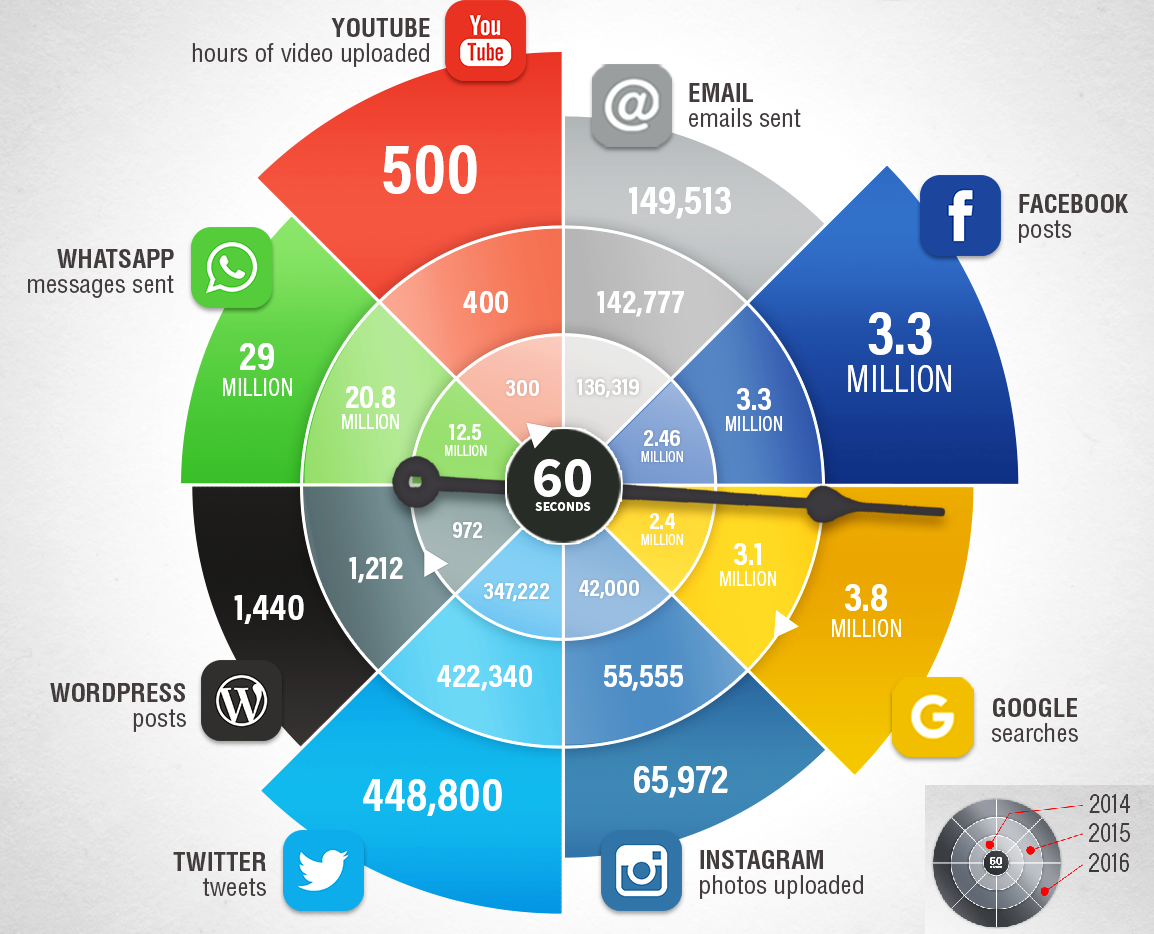 YOUTUBE
hours of video uploaded
You
Tube
@
EMAIL
emails sent
f
FACEBOOK
posts
WHATSAPP
messages sent
500
149,513
3.3
MILLION
29
MILLION
400
142,777
3.3
MILLION
20.8
MILLION
300
136,319
2.46
MILLION
12.5
MILLION
60
SECONDS
972
2.4
MILLION
1,212
347,222
42,000
3.1
MILLION
1,440
422,340
55,555
3.8
MILLION
448,800
65,972
WORDPRESS
posts
W
G
GOOGLE
searches
TWITTER
tweets
INSTAGRAM
photos uploaded
60
2014
2015
2016